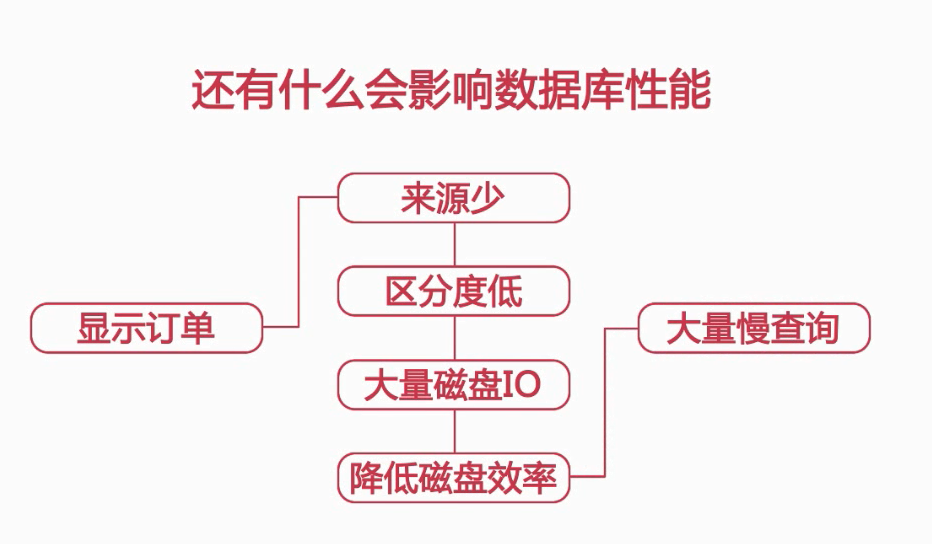 还有什么会影响数据库性能
来源少
区分度低
显示订单
大量慢查询
大量磁盘IO
降低磁盘效率